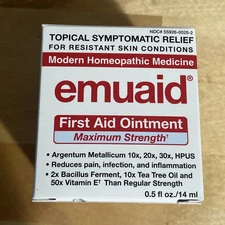 NDC# 55926-0025-2
TOPICAL SYMPTOMATIC RELIEF
FOR RESISTANT SKIN CONDITIONS
Modern Homeopathic Medicine
emuaid®
First Aid Ointment
Maximum Strength†
• Argentum Metallicum 10x, 20x, 30x, HPUS
• Reduces pain, infection, and inflammation
• 2x Bacillus Ferment, 10x Tea Tree Oil and
50x Vitamin E† Than Regular Strength
0.5 fl.oz./14 ml